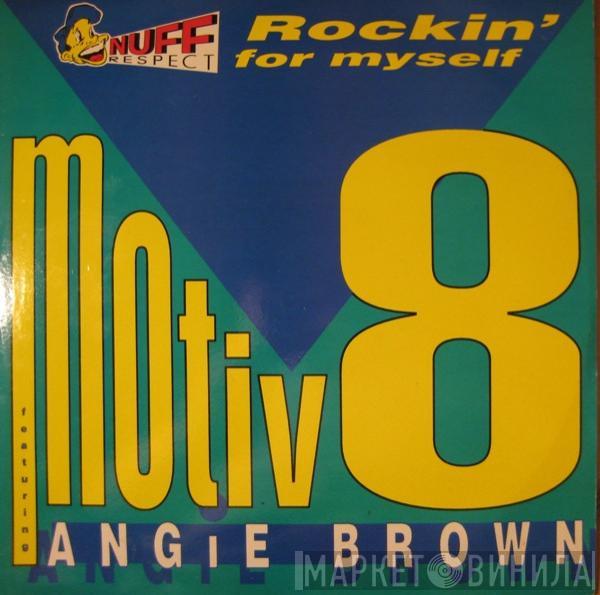 NUFF
RESPECT
Rockin'
for myself
motiv8
featuring
ANGiE BROWN
МАРКЕТ ВИНИЛА